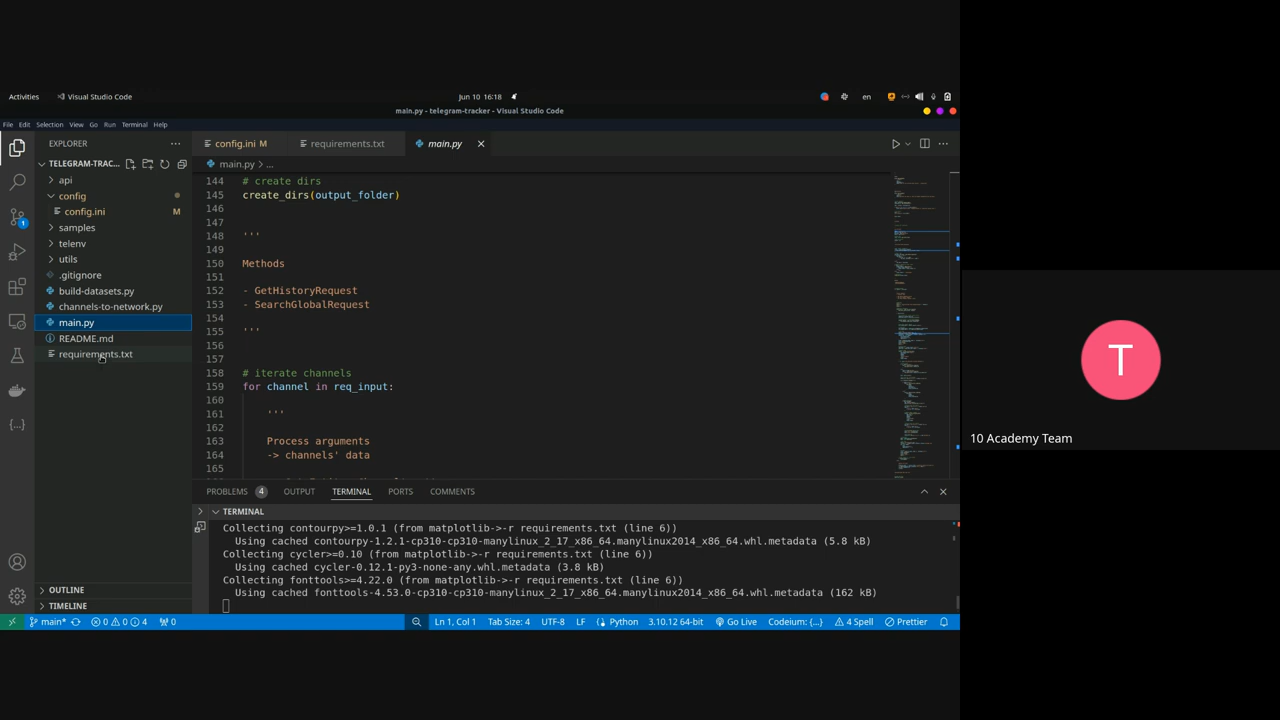 Activities
Visual Studio Code
Jun 10 16:18
en
main.py - telegram-tracker - Visual Studio Code
File Edit Selection View Go Run Terminal Help
EXPLORER
TELEGRAM-TRAC...
api
config
config.ini M
samples
telenv
utils
.gitignore
build-datasets.py
channels-to-network.py
main.py
README.md
requirements.txt
OUTLINE
TIMELINE
1
config.ini M
requirements.txt
main.py
main.py > ...
144 # create dirs
145 create_dirs(output_folder)
146
147
148 '''
149
150 Methods
151
152 - GetHistoryRequest
153 - SearchGlobalRequest
154
155 '''
156
157
158 # iterate channels
159 for channel in req_input:
160
161 '''
162
163 Process arguments
164 -> channels' data
165
PROBLEMS 4 OUTPUT TERMINAL PORTS COMMENTS
TERMINAL
Collecting contourpy>=1.0.1 (from matplotlib->-r requirements.txt (line 6))
Using cached contourpy-1.2.1-cp310-cp310-manylinux_2_17_x86_64.manylinux2014_x86_64.whl.metadata (5.8 kB)
Collecting cycler>=0.10 (from matplotlib->-r requirements.txt (line 6))
Using cached cycler-0.12.1-py3-none-any.whl.metadata (3.8 kB)
Collecting fonttools>=4.22.0 (from matplotlib->-r requirements.txt (line 6))
Using cached fonttools-4.53.0-cp310-cp310-manylinux_2_17_x86_64.manylinux2014_x86_64.whl.metadata (162 kB)
main* 0 0 4 0 Ln 1, Col 1 Tab Size: 4 UTF-8 LF Python 3.10.12 64-bit Go Live Codeium: {...} 4 Spell Prettier
T
10 Academy Team